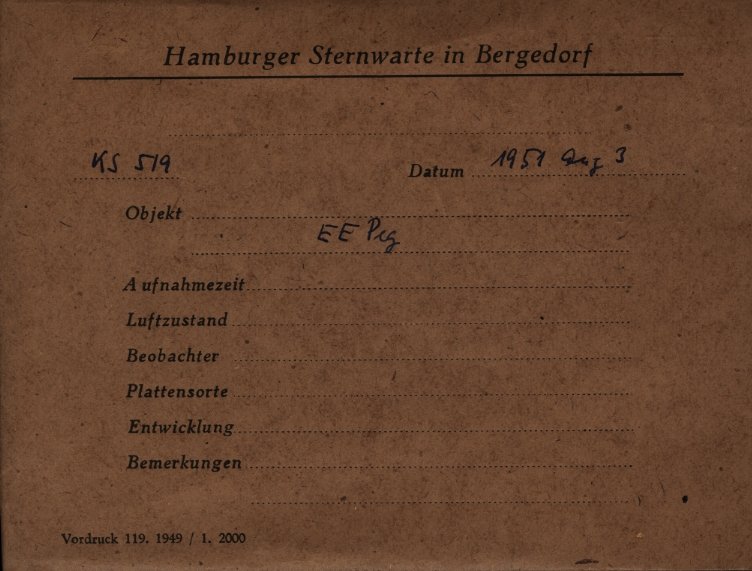 Hamburger Sternwarte in Bergedorf
KS 519
Datum 1951 Aug 3
Objekt
EE Peg
Aufnahmezeit
Luftzustand
Beobachter
Plattensorte
Entwicklung
Bemerkungen
Vordruck 119. 1949 / 1. 2000